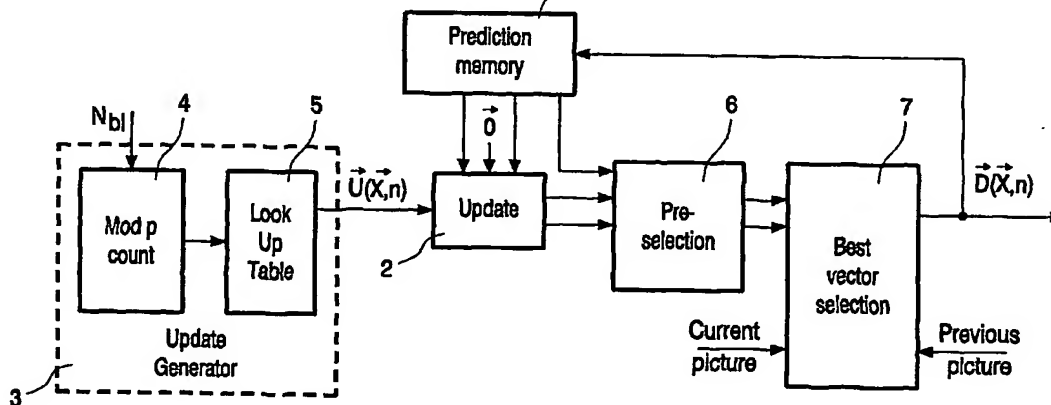 Prediction
memory
4
5
6
7
N_bl
0⃗
U⃗(X⃗,n)
D⃗(X⃗,n)
Mod p
count
Look
Up
Table
Update
2
Pre-
selection
Best
vector
selection
Update
Generator
3
Current
picture
Previous
picture